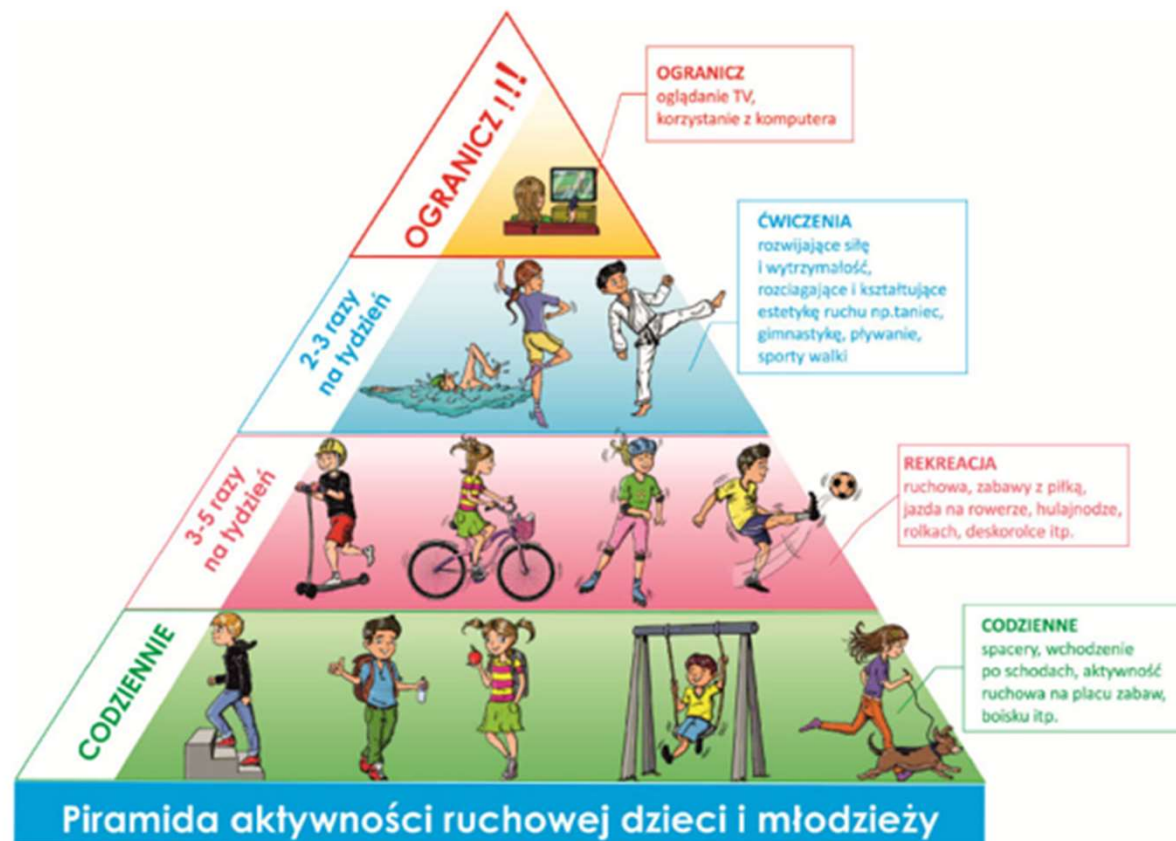 OGRANICZ !!!
OGRANICZ
oglądanie TV,
korzystanie z komputera
2-3 razy
na tydzień
ĆWICZENIA
rozwijające siłę
i wytrzymałość,
rozciagające i kształtujące
estetykę ruchu np.taniec,
gimnastykę, pływanie,
sporty walki
3-5 razy
na tydzień
REKREACJA
ruchowa, zabawy z piłką,
jazda na rowerze, hulajnodze,
rolkach, deskorolce itp.
CODZIENNIE
CODZIENNE
spacery, wchodzenie
po schodach, aktywność
ruchowa na placu zabaw,
boisku itp.
Piramida aktywności ruchowej dzieci i młodzieży